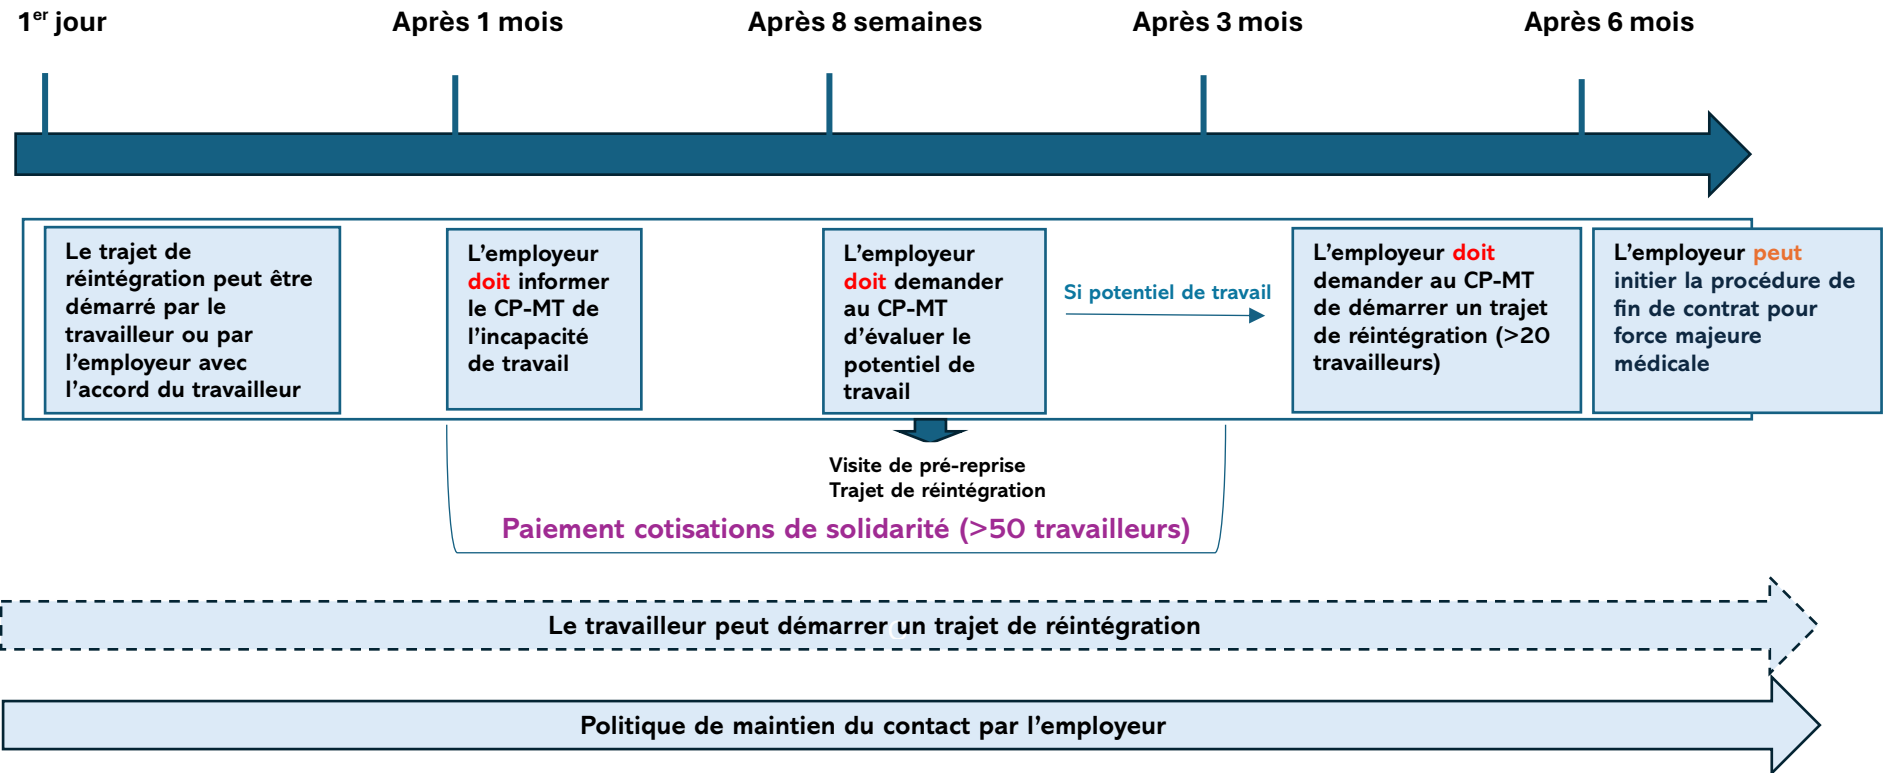 1er jour
Après 1 mois
Après 8 semaines
Après 3 mois
Après 6 mois
Le trajet de
réintégration peut être
démarré par le
travailleur ou par
l’employeur avec
l’accord du travailleur
L’employeur
doit informer
le CP-MT de
l’incapacité
de travail
L’employeur
doit demander
au CP-MT
d’évaluer le
potentiel de
travail
Si potentiel de travail
L’employeur doit
demander au CP-MT
de démarrer un trajet
de réintégration (>20
travailleurs)
L’employeur peut
initier la procédure de
fin de contrat pour
force majeure
médicale
Visite de pré-reprise
Trajet de réintégration
Paiement cotisations de solidarité (>50 travailleurs)
Le travailleur peut démarrer un trajet de réintégration
Politique de maintien du contact par l’employeur